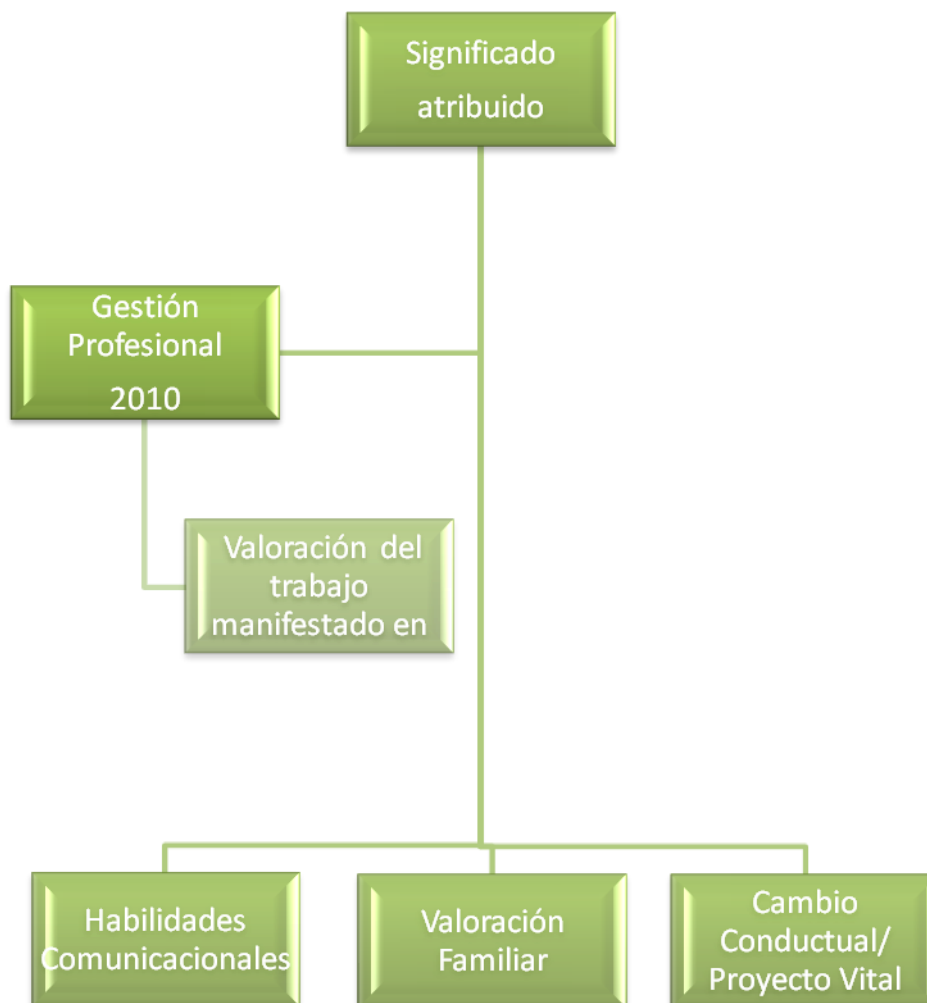 Significado
atribuido
Gestión
Profesional
2010
Valoración del
trabajo
manifestado en
Habilidades
Comunicacionales
Valoración
Familiar
Cambio
Conductual/
Proyecto Vital